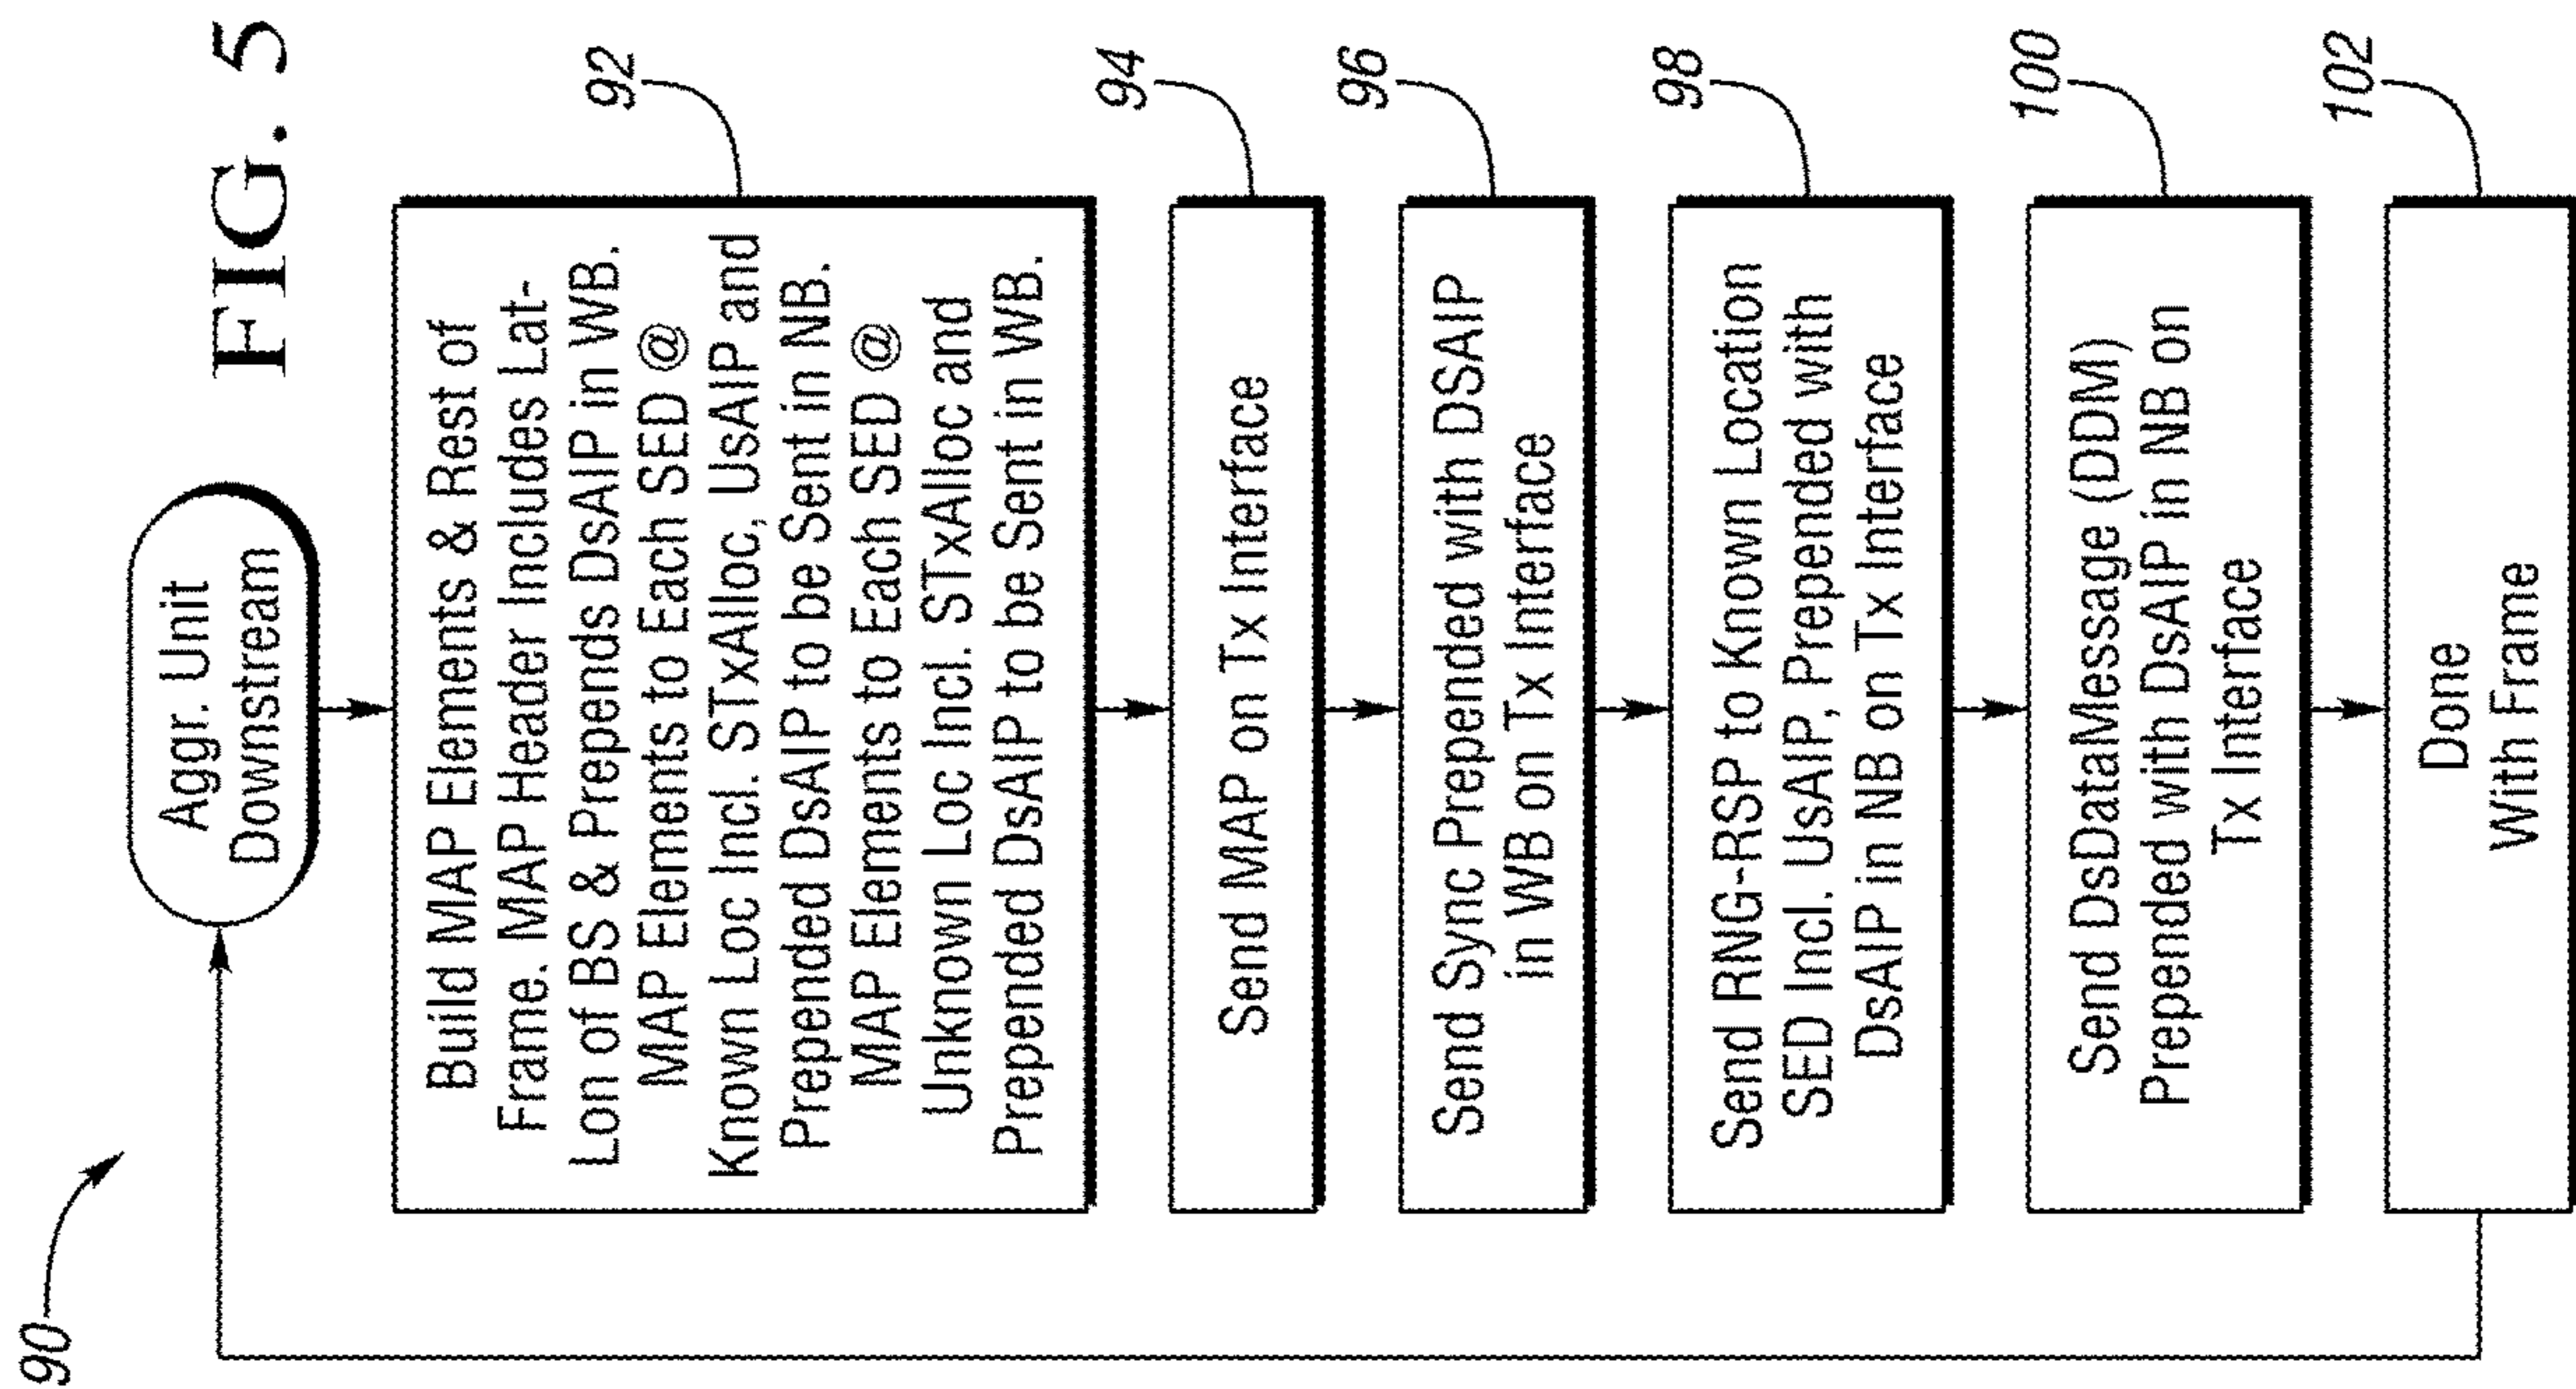 FIG. 5
90
Aggr. Unit
Downstream
92
Build MAP Elements & Rest of
Frame. MAP Header Includes Lat-
Lon of BS & Prepends DsAIP in WB.
MAP Elements to Each SED @
Known Loc Incl. STxAlloc, UsAIP and
Prepended DsAIP to be Sent in NB.
MAP Elements to Each SED @
Unknown Loc Incl. STxAlloc and
Prepended DsAIP to be Sent in WB.
94
Send MAP on Tx Interface
96
Send Sync Prepended with DSAIP
in WB on Tx Interface
98
Send RNG-RSP to Known Location
SED Incl. UsAIP, Prepended with
DsAIP in NB on Tx Interface
100
Send DsDataMessage (DDM)
Prepended with DsAIP in NB on
Tx Interface
102
Done
With Frame